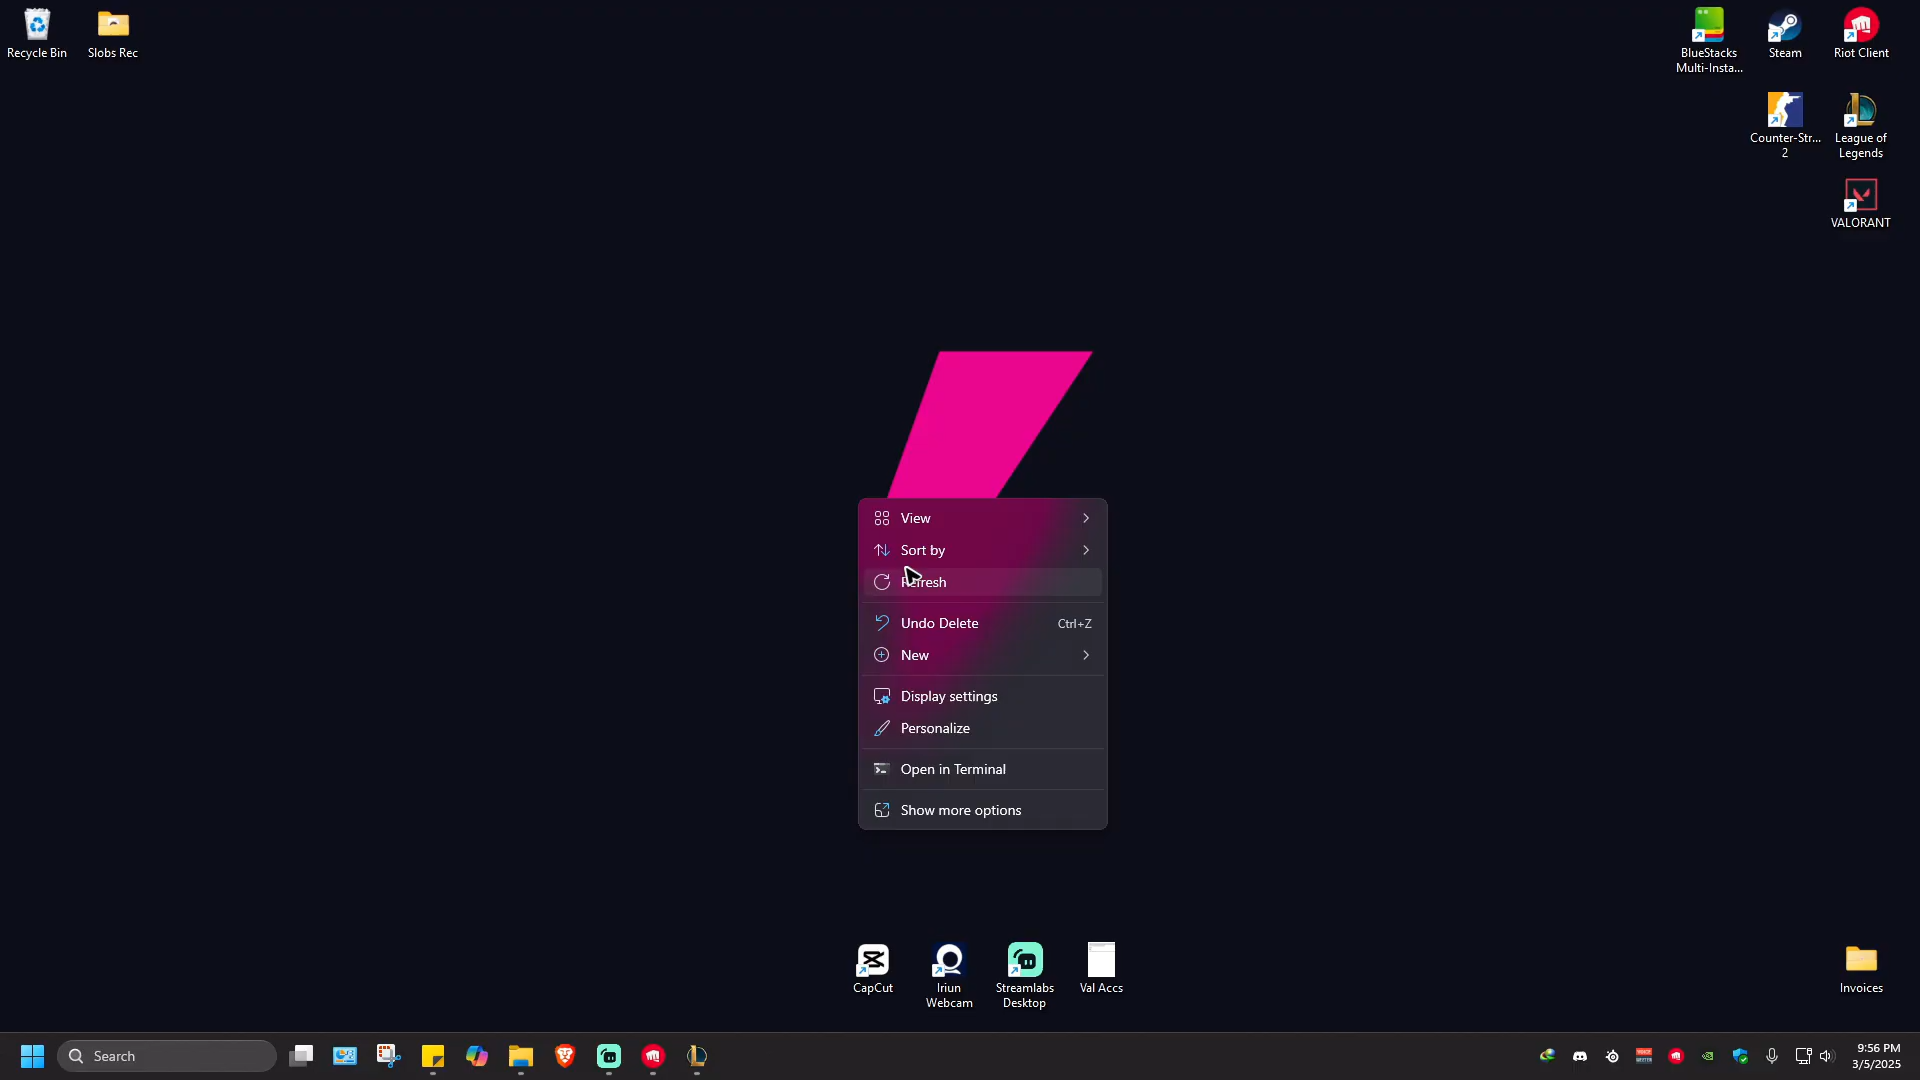 Recycle Bin
Slobs Rec
BlueStacks
Multi-Insta...
Steam
Riot Client
Counter-Str...
2
League of
Legends
VALORANT
View
Sort by
Refresh
Undo Delete Ctrl+Z
New
Display settings
Personalize
Open in Terminal
Show more options
CapCut
Iriun
Webcam
Streamlabs
Desktop
Val Accs
Invoices
Search
9:56 PM
3/5/2025